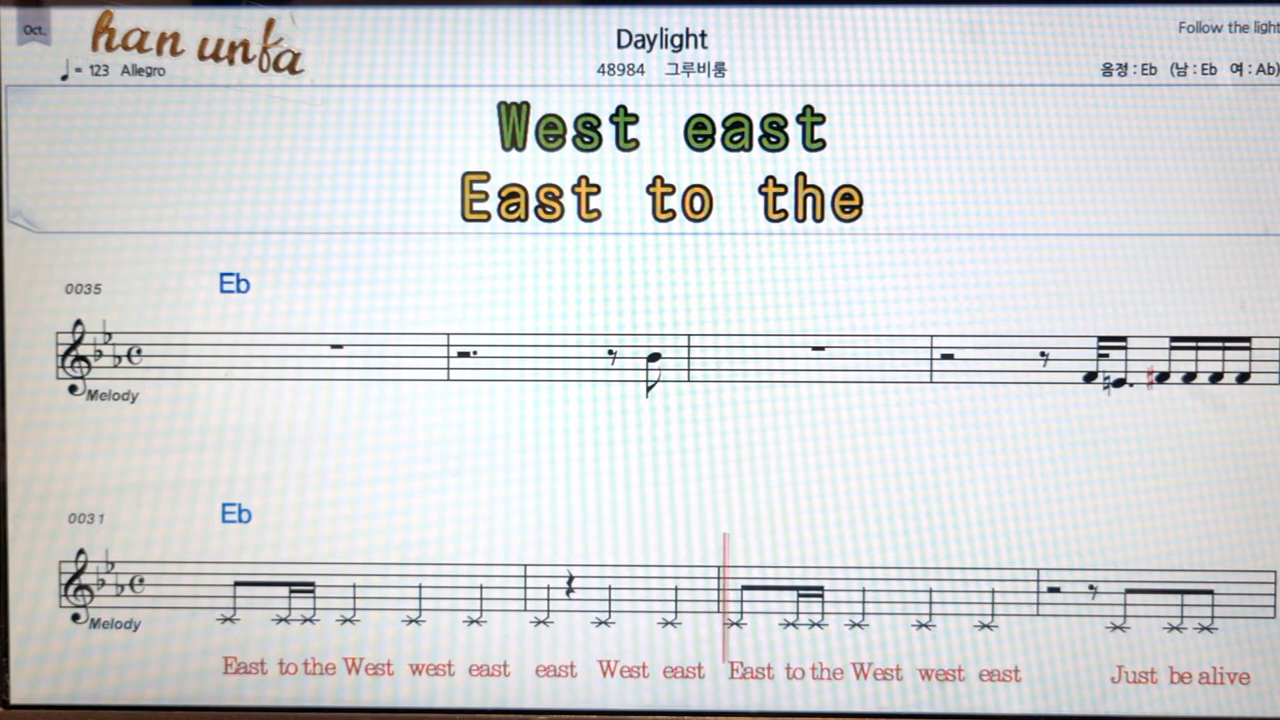 Oct.
han unfa
Daylight
Follow the light
= 123 Allegro
48984 그루비룸
음정 : Eb (남 : Eb 여 : Ab)
West east
East to the
0035
Eb
Melody
0031
Eb
Melody
East to the West west east east West east East to the West west east Just be alive